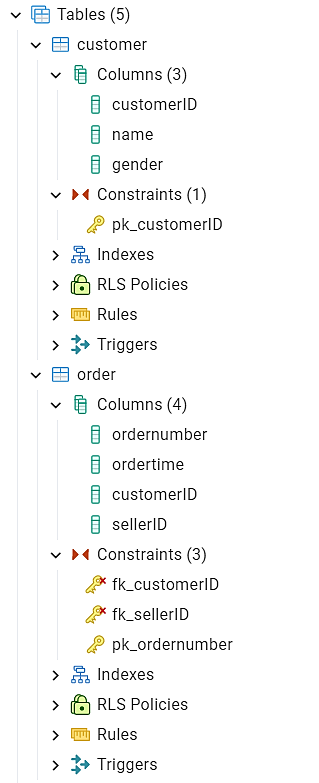 Tables (5)
customer
Columns (3)
customerID
name
gender
Constraints (1)
pk_customerID
Indexes
RLS Policies
Rules
Triggers
order
Columns (4)
ordernumber
ordertime
customerID
sellerID
Constraints (3)
fk_customerID
fk_sellerID
pk_ordernumber
Indexes
RLS Policies
Rules
Triggers